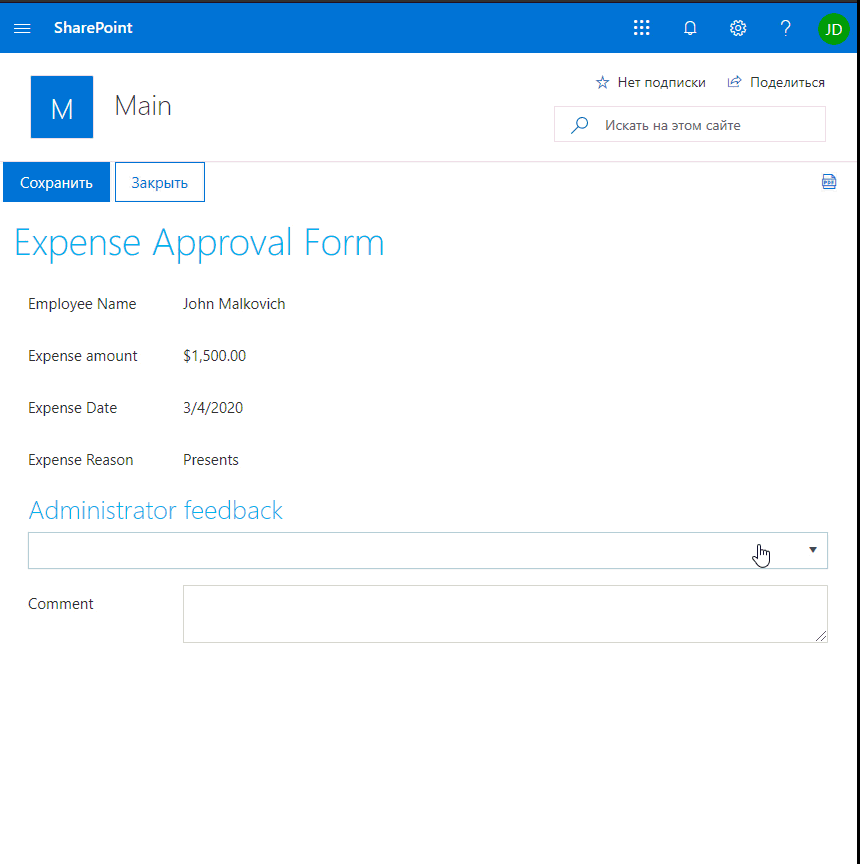 SharePoint
JD
M
Main
Нет подписки
Поделиться
Искать на этом сайте
Сохранить
Закрыть
PDF
Expense Approval Form
Employee Name John Malkovich
Expense amount $1,500.00
Expense Date 3/4/2020
Expense Reason Presents
Administrator feedback
Comment